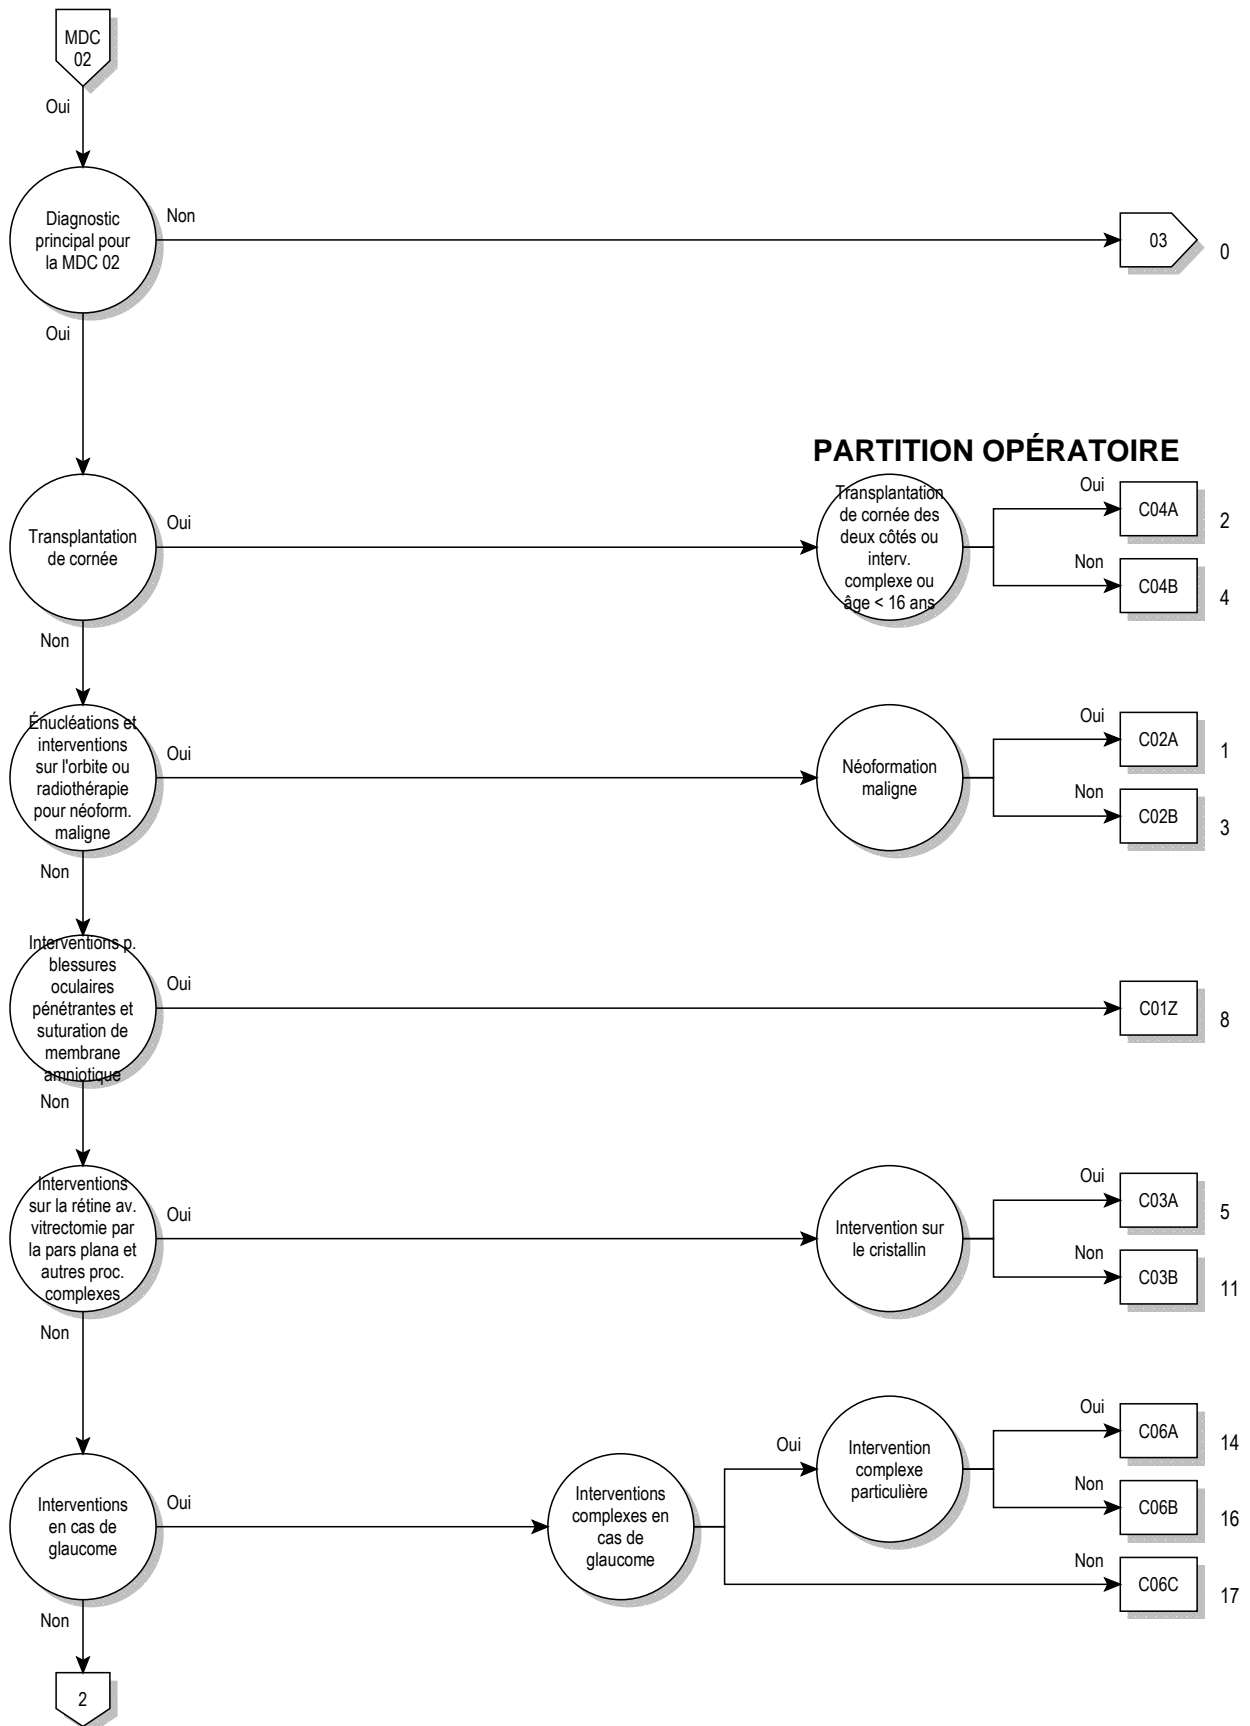 MDC
02
Oui
Diagnostic
principal pour
la MDC 02
Non
03
0
Oui
PARTITION OPÉRATOIRE
Transplantation
de cornée
Oui
Transplantation
de cornée des
deux côtés ou
interv.
complexe ou
âge < 16 ans
Oui
C04A
2
Non
C04B
4
Non
Énucléations et
interventions
sur l'orbite ou
radiothérapie
pour néoform.
maligne
Oui
Néoformation
maligne
Oui
C02A
1
Non
C02B
3
Non
Interventions p.
blessures
oculaires
pénétrantes et
suturation de
membrane
amniotique
Oui
C01Z
8
Non
Interventions
sur la rétine av.
vitrectomie par
la pars plana et
autres proc.
complexes
Oui
Intervention sur
le cristallin
Oui
C03A
5
Non
C03B
11
Non
Interventions
en cas de
glaucome
Oui
Interventions
complexes en
cas de
glaucome
Oui
Intervention
complexe
particulière
Oui
C06A
14
Non
C06B
16
Non
C06C
17
Non
2